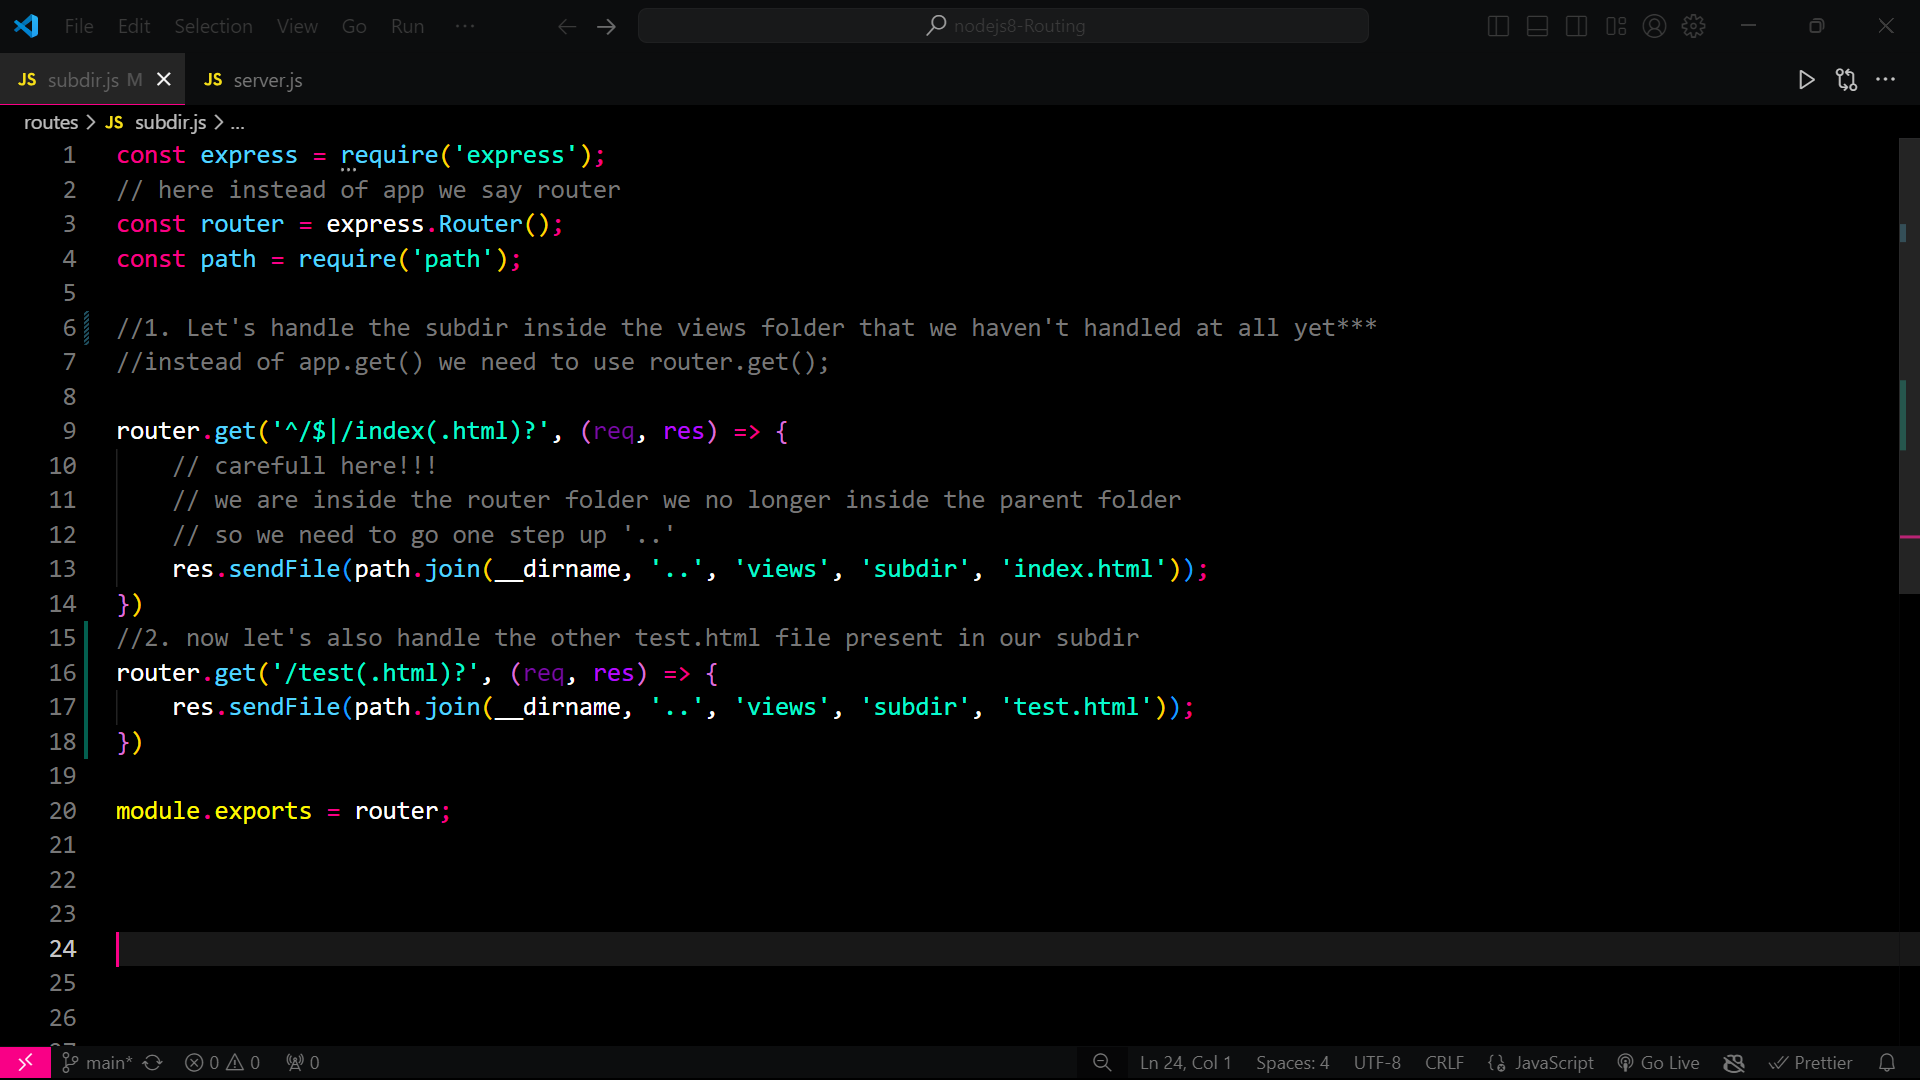 File Edit Selection View Go Run ··· nodejs8-Routing
JS subdir.js M JS server.js
routes > JS subdir.js > ...
1 const express = require('express');
2 // here instead of app we say router
3 const router = express.Router();
4 const path = require('path');
5
6 //1. Let's handle the subdir inside the views folder that we haven't handled at all yet***
7 //instead of app.get() we need to use router.get();
8
9 router.get('^/$|/index(.html)?', (req, res) => {
10 // carefull here!!!
11 // we are inside the router folder we no longer inside the parent folder
12 // so we need to go one step up '..'
13 res.sendFile(path.join(__dirname, '..', 'views', 'subdir', 'index.html'));
14 })
15 //2. now let's also handle the other test.html file present in our subdir
16 router.get('/test(.html)?', (req, res) => {
17 res.sendFile(path.join(__dirname, '..', 'views', 'subdir', 'test.html'));
18 })
19
20 module.exports = router;
21
22
23
24
25
26
27
main* 0 0 0 Ln 24, Col 1 Spaces: 4 UTF-8 CRLF {} JavaScript Go Live Prettier